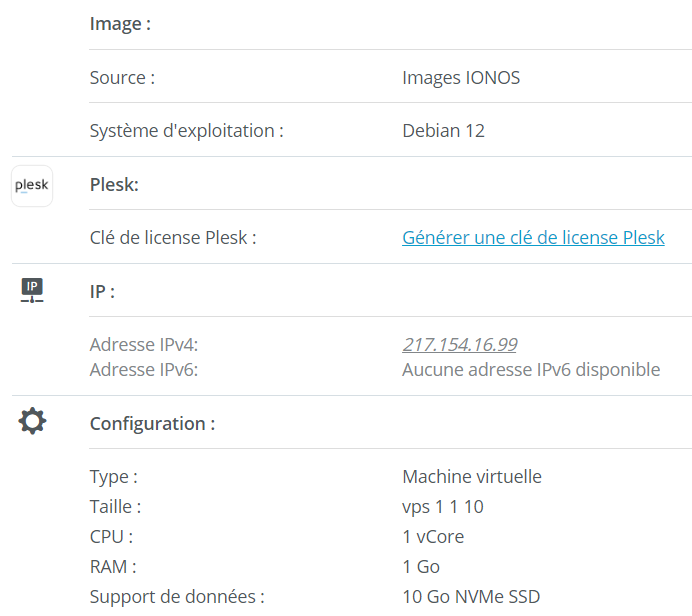 Image :
Source : Images IONOS
Système d'exploitation : Debian 12
plesk
Plesk:
Clé de license Plesk : Générer une clé de license Plesk
IP
IP :
Adresse IPv4: 217.154.16.99
Adresse IPv6: Aucune adresse IPv6 disponible
Configuration :
Type : Machine virtuelle
Taille : vps 1 1 10
CPU : 1 vCore
RAM : 1 Go
Support de données : 10 Go NVMe SSD